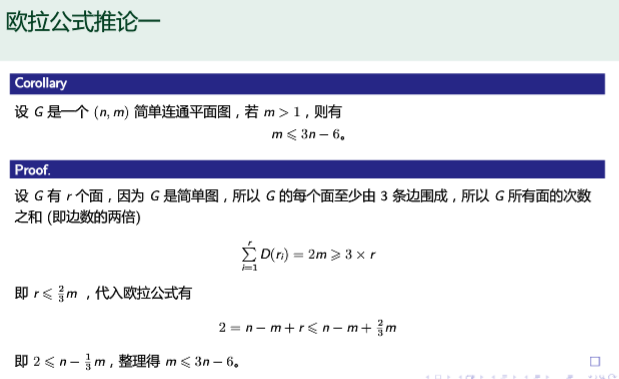 欧拉公式推论一
Corollary
设 G 是一个 (n, m) 简单连通平面图，若 m > 1，则有
m ⩽ 3n − 6。
Proof.
设 G 有 r 个面，因为 G 是简单图，所以 G 的每个面至少由 3 条边围成，所以 G 所有面的次数
之和 (即边数的两倍)
∑_{i=1}^{r} D(r_i) = 2m ⩾ 3 × r
即 r ⩽ 2/3 m ，代入欧拉公式有
2 = n − m + r ⩽ n − m + 2/3 m
即 2 ⩽ n − 1/3 m，整理得 m ⩽ 3n − 6。